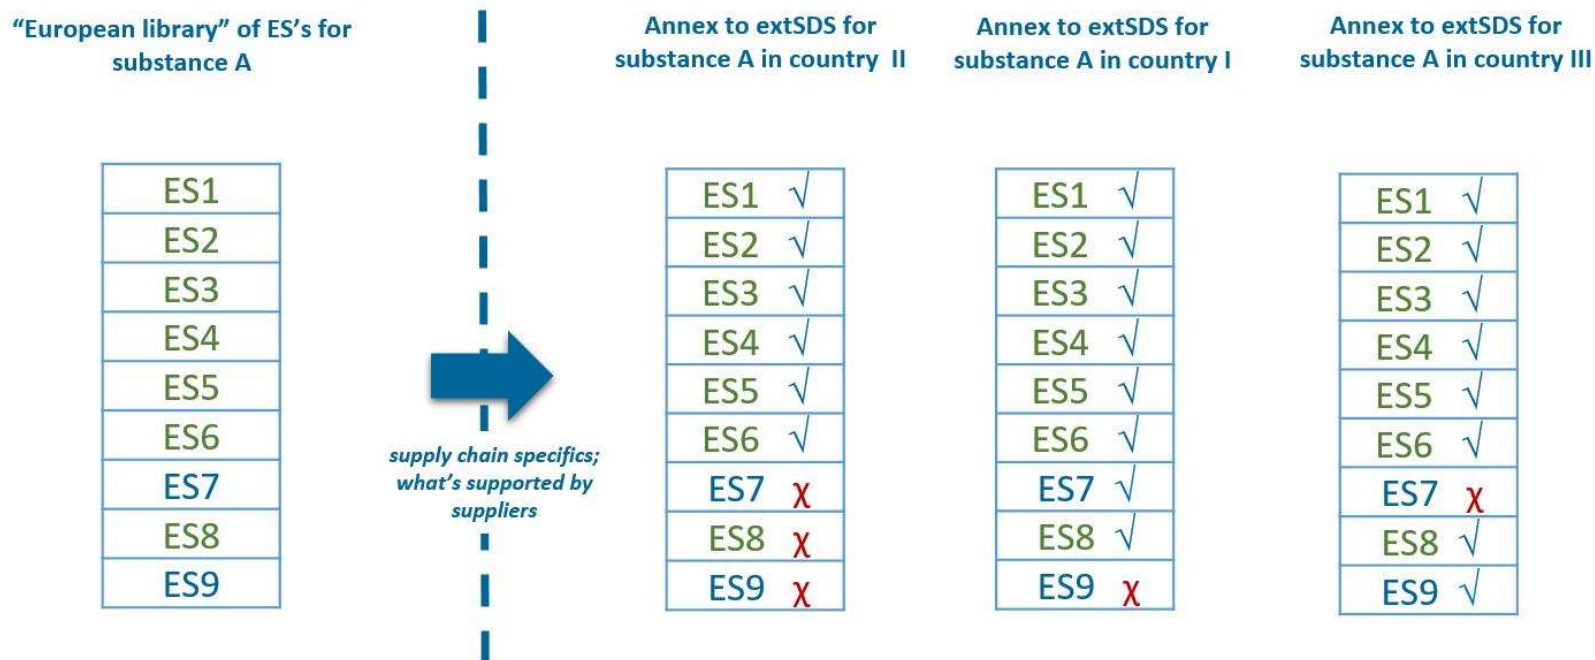 “European library” of ES’s for
substance A
ES1
ES2
ES3
ES4
ES5
ES6
ES7
ES8
ES9
supply chain specifics;
what’s supported by
suppliers
Annex to extSDS for
substance A in country II
ES1 √
ES2 √
ES3 √
ES4 √
ES5 √
ES6 √
ES7 χ
ES8 χ
ES9 χ
Annex to extSDS for
substance A in country I
ES1 √
ES2 √
ES3 √
ES4 √
ES5 √
ES6 √
ES7 √
ES8 √
ES9 χ
Annex to extSDS for
substance A in country III
ES1 √
ES2 √
ES3 √
ES4 √
ES5 √
ES6 √
ES7 χ
ES8 √
ES9 √